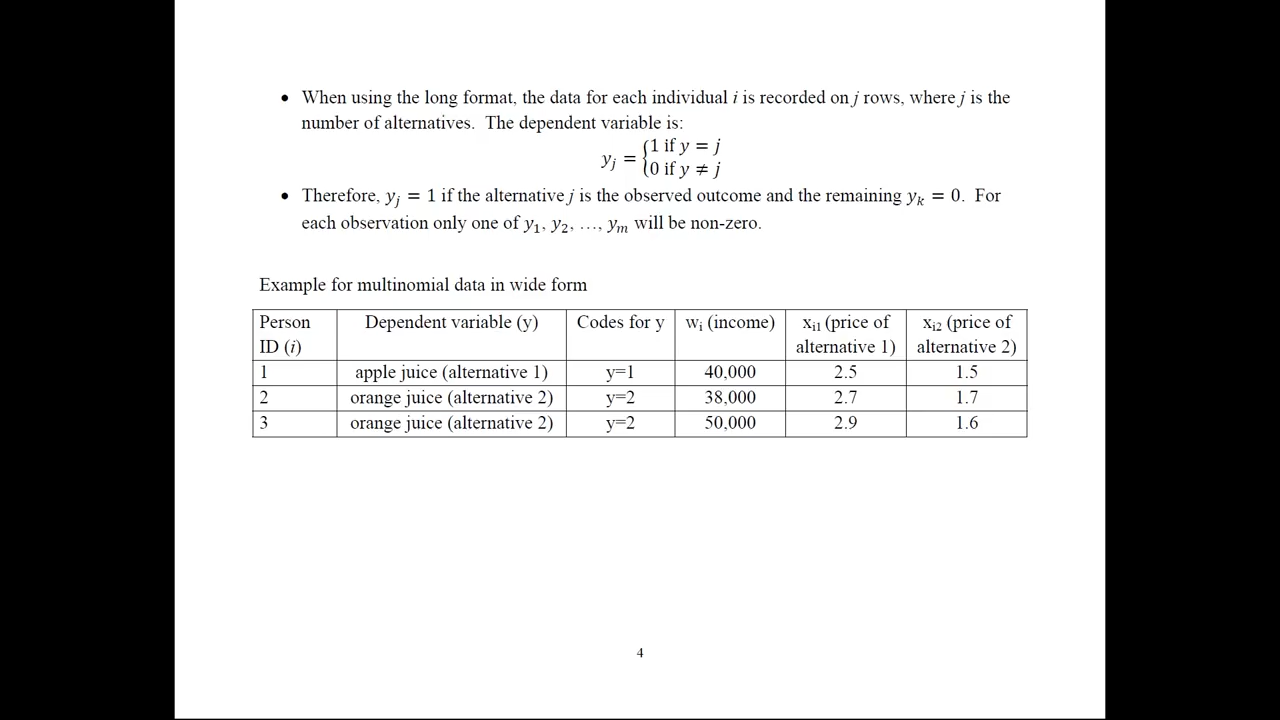 • When using the long format, the data for each individual i is recorded on j rows, where j is the
number of alternatives. The dependent variable is:
yⱼ = {1 if y = j
{0 if y ≠ j
• Therefore, yⱼ = 1 if the alternative j is the observed outcome and the remaining yₖ = 0. For
each observation only one of y₁, y₂, …, yₘ will be non-zero.
Example for multinomial data in wide form
Person ID (i) | Dependent variable (y) | Codes for y | wᵢ (income) | xᵢ₁ (price of alternative 1) | xᵢ₂ (price of alternative 2)
1 | apple juice (alternative 1) | y=1 | 40,000 | 2.5 | 1.5
2 | orange juice (alternative 2) | y=2 | 38,000 | 2.7 | 1.7
3 | orange juice (alternative 2) | y=2 | 50,000 | 2.9 | 1.6
4